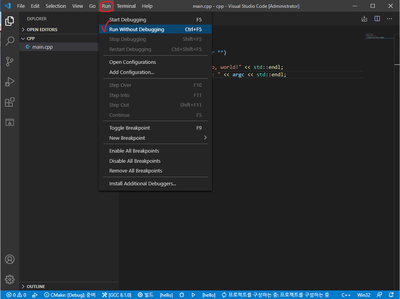 File Edit Selection View Go Run Terminal Help
main.cpp - cpp - Visual Studio Code [Administrator]
EXPLORER
OPEN EDITORS
CPP
main.cpp
Start Debugging F5
Run Without Debugging Ctrl+F5
Stop Debugging Shift+F5
Restart Debugging Ctrl+Shift+F5
Open Configurations
Add Configuration...
Step Over F10
Step Into F11
Step Out Shift+F11
Continue F5
Toggle Breakpoint F9
New Breakpoint
Enable All Breakpoints
Disable All Breakpoints
Remove All Breakpoints
Install Additional Debuggers...
"")
, world!" << std::endl;
" << argc << std::endl;
OUTLINE
0 0 CMake: [Debug]: 준비 [GCC 8.1.0] 빌드 [hello] [hello] 프로젝트를 구성하는 중: 프로젝트를 구성하는 중 C++ Win32